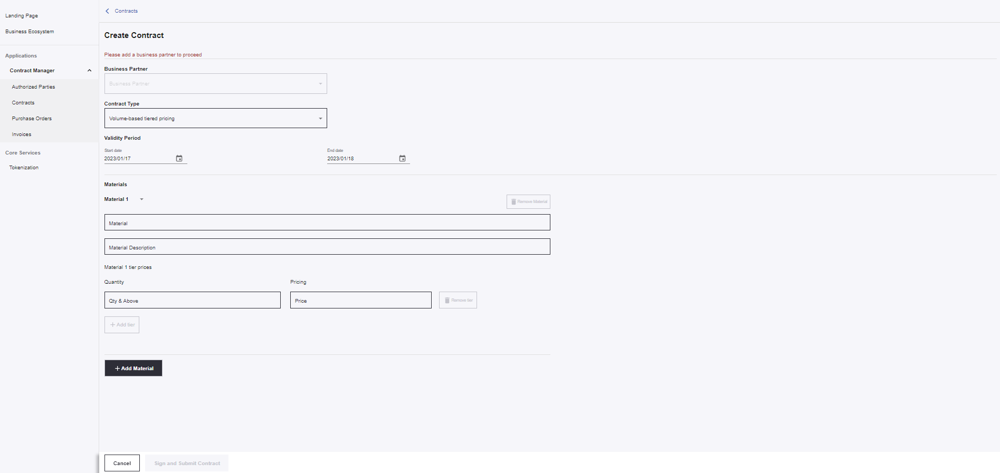 Landing Page
Business Ecosystem
Applications
Contract Manager
Authorized Parties
Contracts
Purchase Orders
Invoices
Core Services
Tokenization
Contracts
Create Contract
Please add a business partner to proceed
Business Partner
Business Partner
Contract Type
Volume-based tiered pricing
Validity Period
Start date
End date
2023/01/17
2023/01/18
Materials
Material 1
Remove Material
Material
Material Description
Material 1 tier prices
Quantity
Pricing
Qty & Above
Price
Remove tier
+ Add tier
+ Add Material
Cancel
Sign and Submit Contract